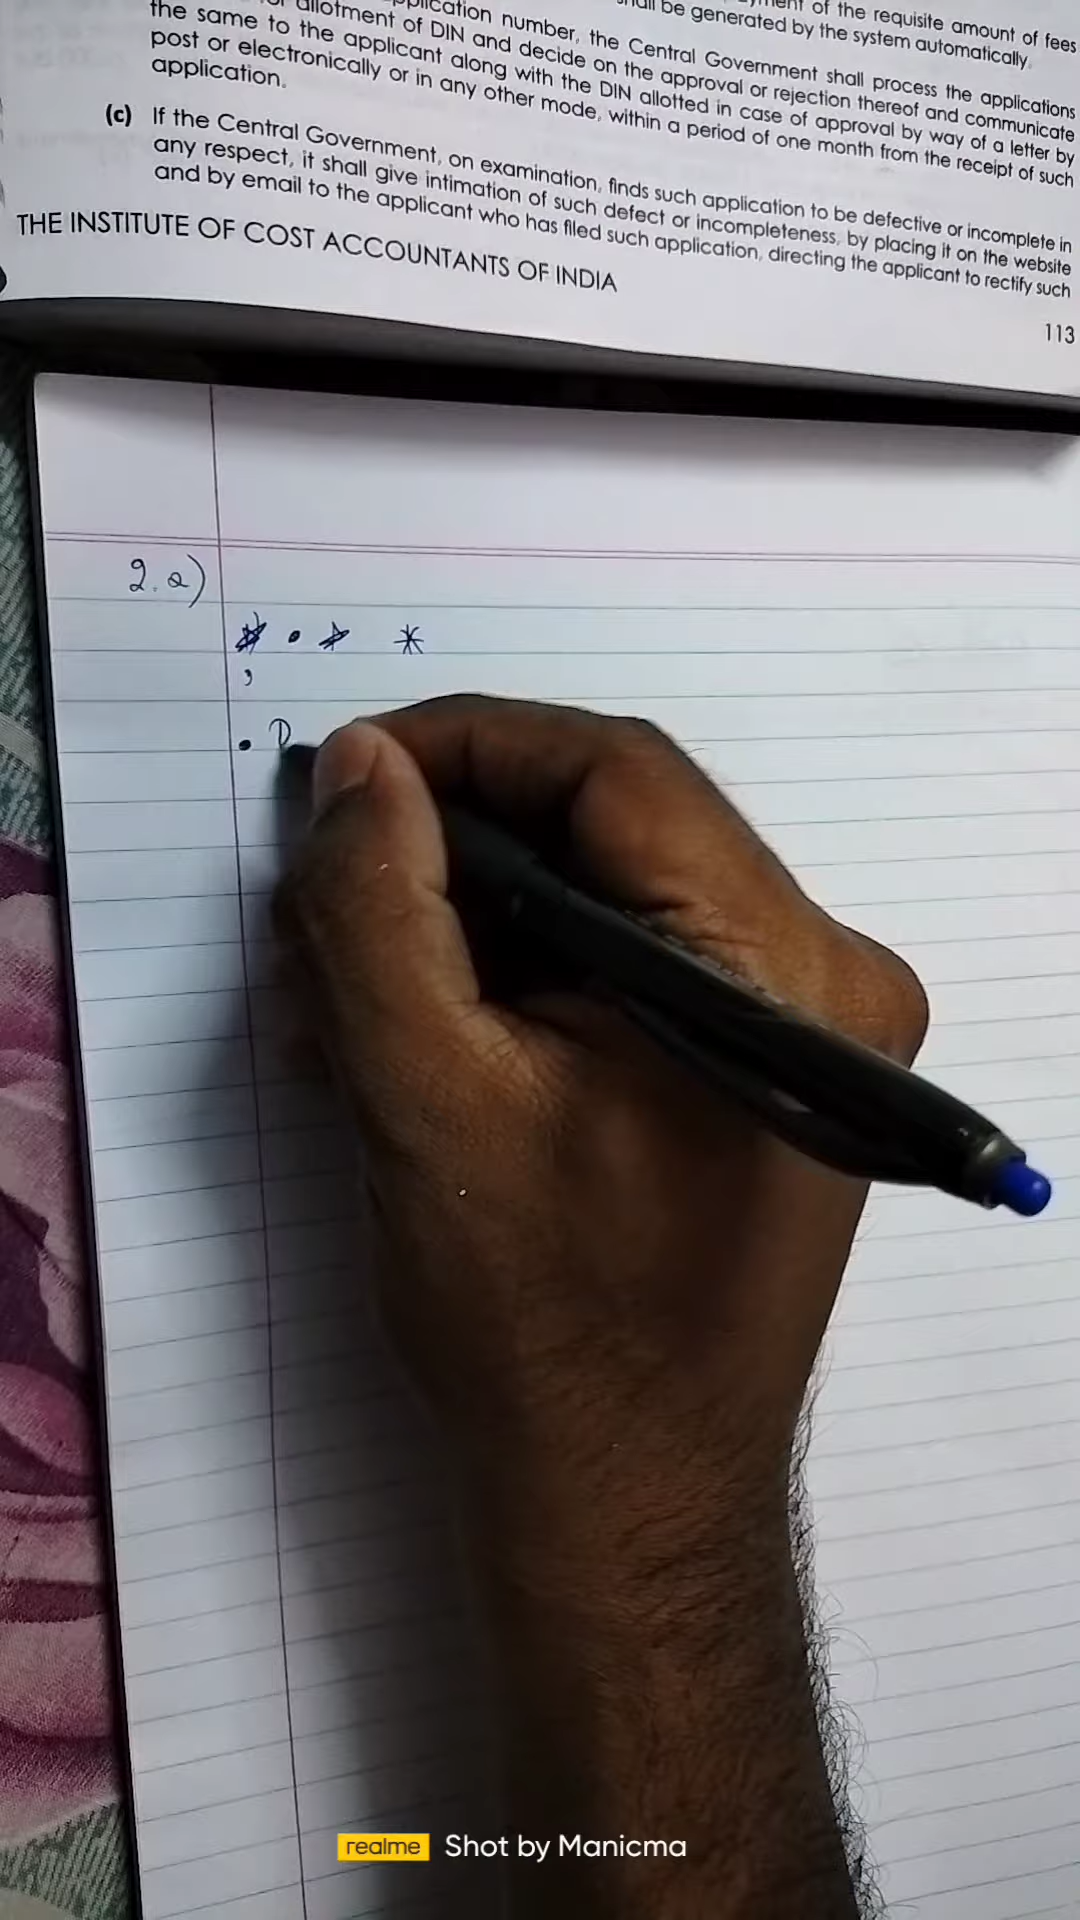 yment of the requisite amount of fees
shall be generated by the system automatically.
application number, the Central Government shall process the applications
for allotment of DIN and decide on the approval or rejection thereof and communicate
the same to the applicant along with the DIN allotted in case of approval by way of a letter by
post or electronically or in any other mode, within a period of one month from the receipt of such
application.
(c) If the Central Government, on examination, finds such application to be defective or incomplete in
any respect, it shall give intimation of such defect or incompleteness, by placing it on the website
and by email to the applicant who has filed such application, directing the applicant to rectify such
THE INSTITUTE OF COST ACCOUNTANTS OF INDIA
113
2. a)
• D
realme Shot by Manicma